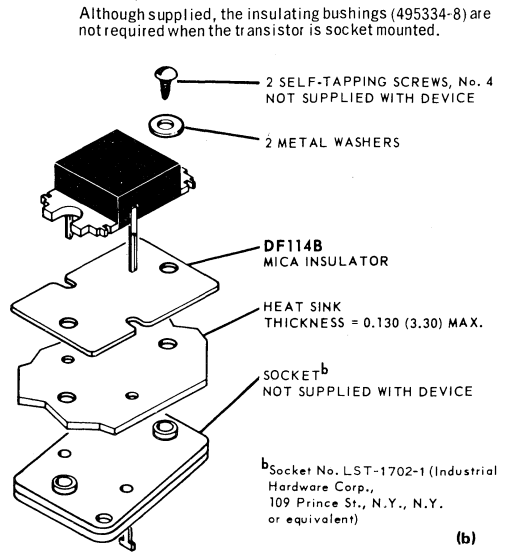 Although supplied, the insulating bushings (495334-8) are
not required when the transistor is socket mounted.
2 SELF-TAPPING SCREWS, No. 4
NOT SUPPLIED WITH DEVICE
2 METAL WASHERS
DF114B
MICA INSULATOR
HEAT SINK
THICKNESS = 0.130 (3.30) MAX.
SOCKETᵇ
NOT SUPPLIED WITH DEVICE
ᵇSocket No. LST-1702-1 (Industrial
Hardware Corp.,
109 Prince St., N.Y., N.Y.
or equivalent)
(b)